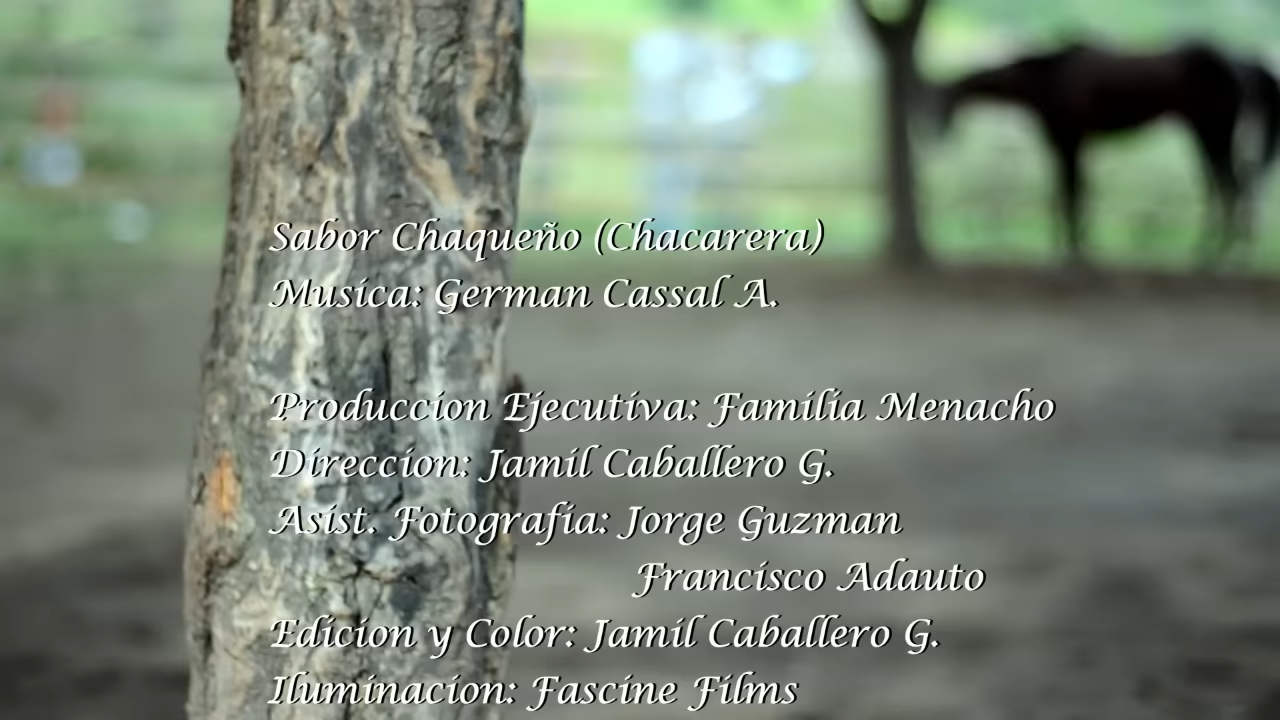 Sabor Chaqueño (Chacarera)
Musica: German Cassal A.
Produccion Ejecutiva: Familia Menacho
Direccion: Jamil Caballero G.
Asist. Fotografia: Jorge Guzman
Francisco Adauto
Edicion y Color: Jamil Caballero G.
Iluminacion: Fascine Films